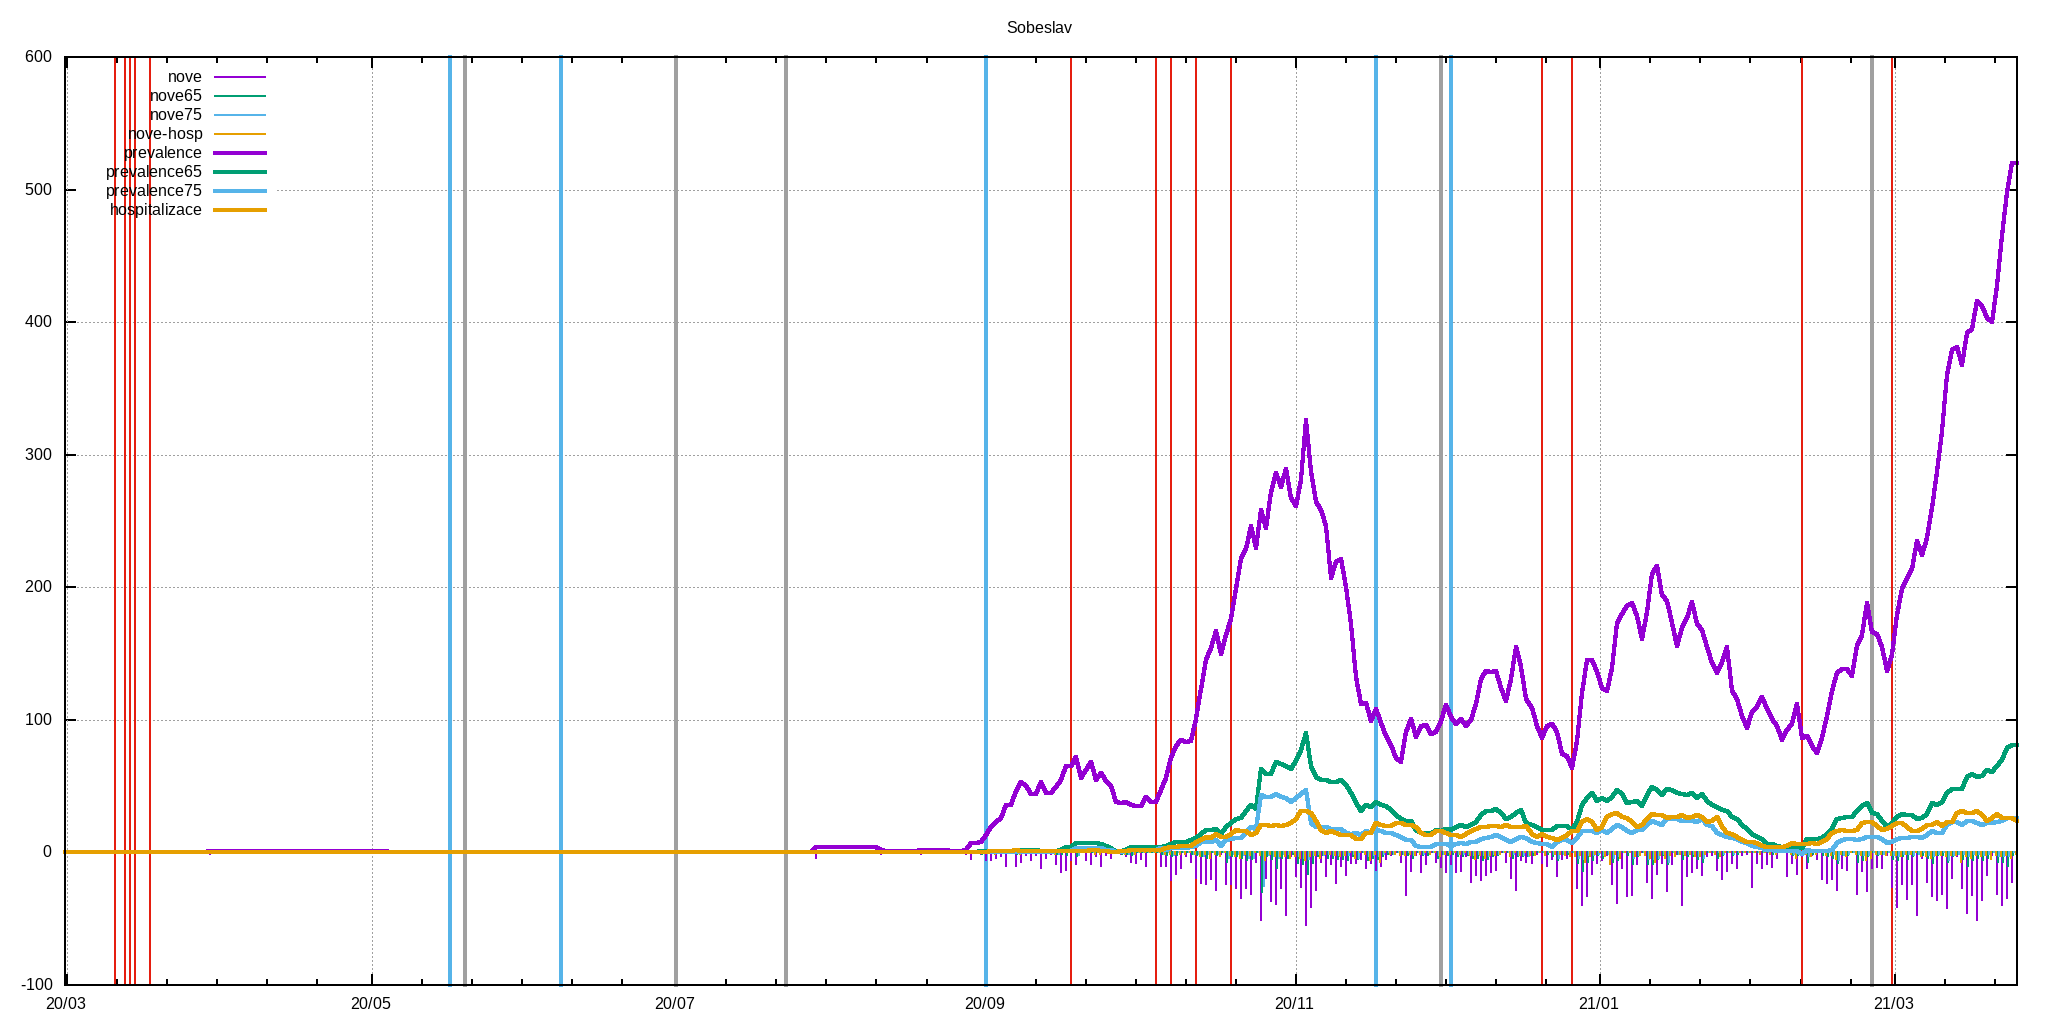 Sobeslav
600
500
400
300
200
100
0
-100
nove
nove65
nove75
nove-hosp
prevalence
prevalence65
prevalence75
hospitalizace
20/03 20/05 20/07 20/09 20/11 21/01 21/03